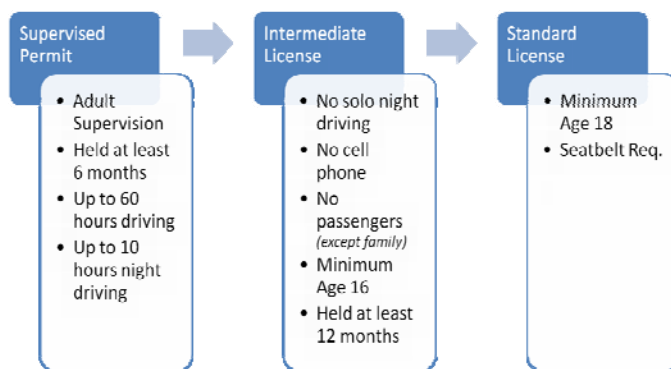 Supervised
Permit
• Adult
Supervision
• Held at least
6 months
• Up to 60
hours driving
• Up to 10
hours night
driving
Intermediate
License
• No solo night
driving
• No cell
phone
• No
passengers
(except family)
• Minimum
Age 16
• Held at least
12 months
Standard
License
• Minimum
Age 18
• Seatbelt Req.